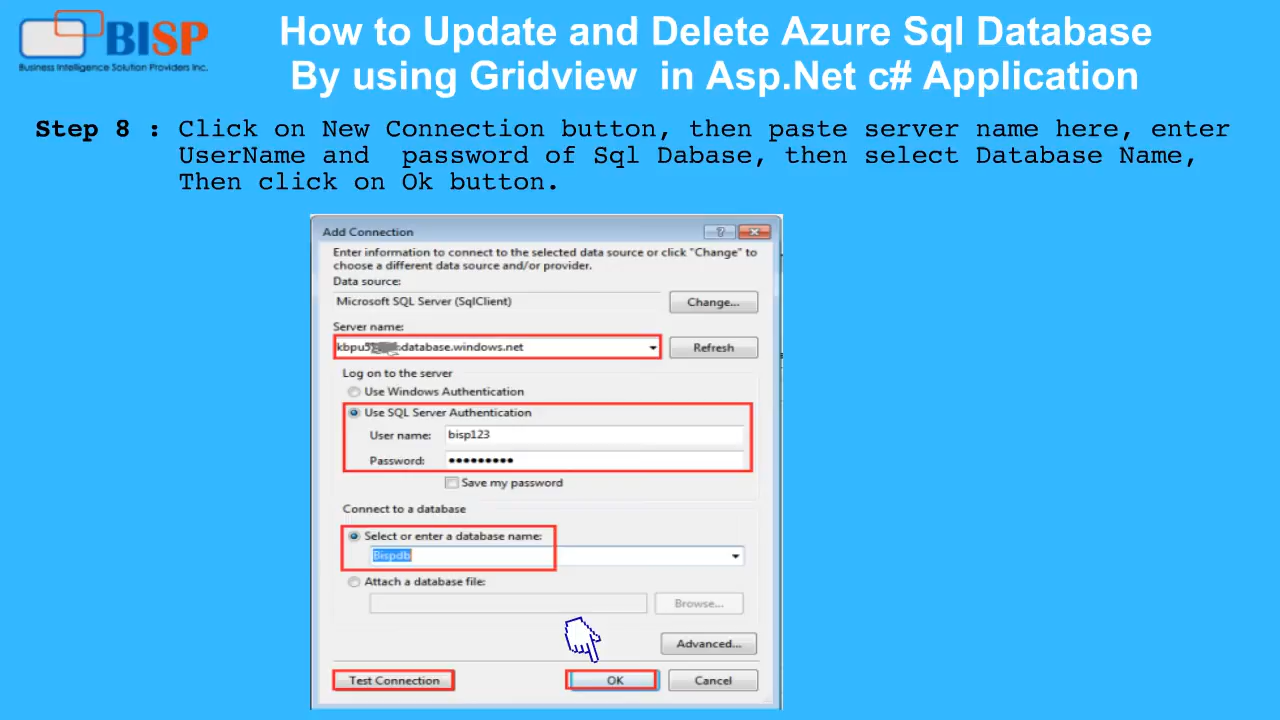 BISP
Business Intelligence Solution Providers Inc.
How to Update and Delete Azure Sql Database
By using Gridview in Asp.Net c# Application
Step 8 : Click on New Connection button, then paste server name here, enter
UserName and password of Sql Dabase, then select Database Name,
Then click on Ok button.
Add Connection
Enter information to connect to the selected data source or click "Change" to
choose a different data source and/or provider.
Data source:
Microsoft SQL Server (SqlClient)
Change...
Server name:
.database.windows.net
Refresh
Log on to the server
Use Windows Authentication
Use SQL Server Authentication
User name: bisp123
Password: •••••••••
Save my password
Connect to a database
Select or enter a database name:
Bispdb
Attach a database file:
Browse...
Advanced...
Test Connection
OK
Cancel